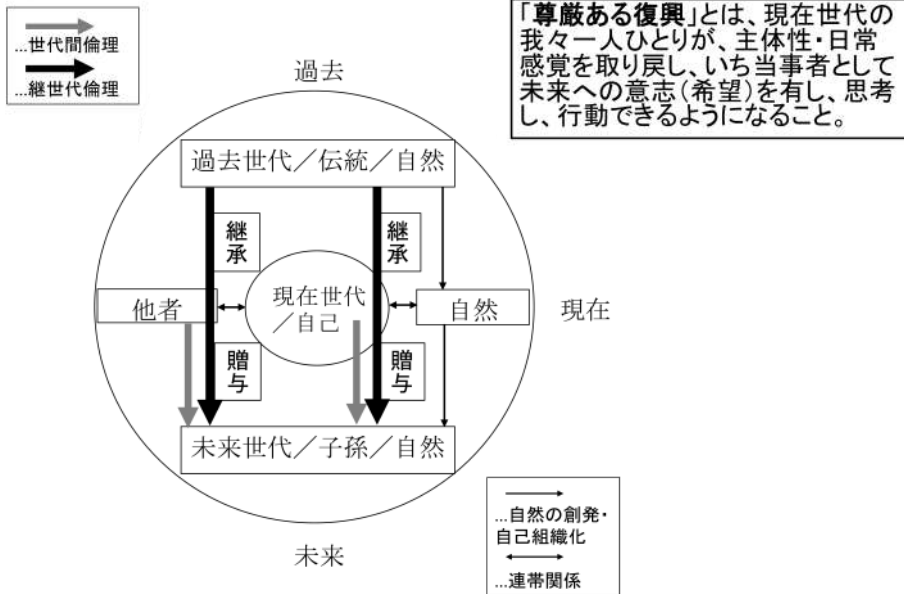 ...世代間倫理
...継世代倫理
「尊厳ある復興」とは、現在世代の
我々一人ひとりが、主体性・日常
感覚を取り戻し、いち当事者として
未来への意志(希望)を有し、思考
し、行動できるようになること。
過去
過去世代／伝統／自然
継承
継承
他者
現在世代
／自己
自然
現在
贈与
贈与
未来世代／子孫／自然
未来
...自然の創発・
自己組織化
...連帯関係